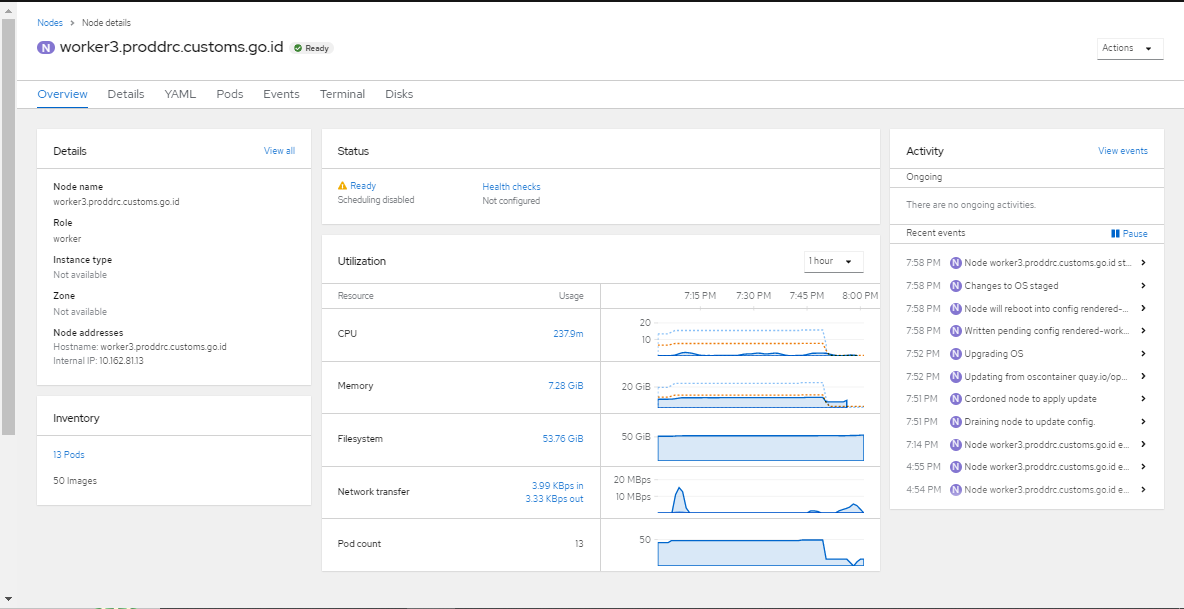 Nodes > Node details
N worker3.proddrc.customs.go.id Ready
Actions
Overview Details YAML Pods Events Terminal Disks
Details View all
Node name
worker3.proddrc.customs.go.id
Role
worker
Instance type
Not available
Zone
Not available
Node addresses
Hostname: worker3.proddrc.customs.go.id
Internal IP: 10.162.81.13
Inventory
13 Pods
50 Images
Status
Ready
Scheduling disabled
Health checks
Not configured
Utilization 1 hour
Resource Usage 7:15 PM 7:30 PM 7:45 PM 8:00 PM
CPU 237.9m 20
10
Memory 7.28 GiB 20 GiB
Filesystem 53.76 GiB 50 GiB
Network transfer 3.99 KBps in
3.33 KBps out
20 MBps
10 MBps
Pod count 13 50
Activity View events
Ongoing
There are no ongoing activities.
Recent events Pause
7:58 PM N Node worker3.proddrc.customs.go.id st...
7:58 PM N Changes to OS staged
7:58 PM N Node will reboot into config rendered-...
7:58 PM N Written pending config rendered-work...
7:52 PM N Upgrading OS
7:52 PM N Updating from oscontainer quay.io/op...
7:51 PM N Cordoned node to apply update
7:51 PM N Draining node to update config.
7:14 PM N Node worker3.proddrc.customs.go.id e...
4:55 PM N Node worker3.proddrc.customs.go.id e...
4:54 PM N Node worker3.proddrc.customs.go.id e...